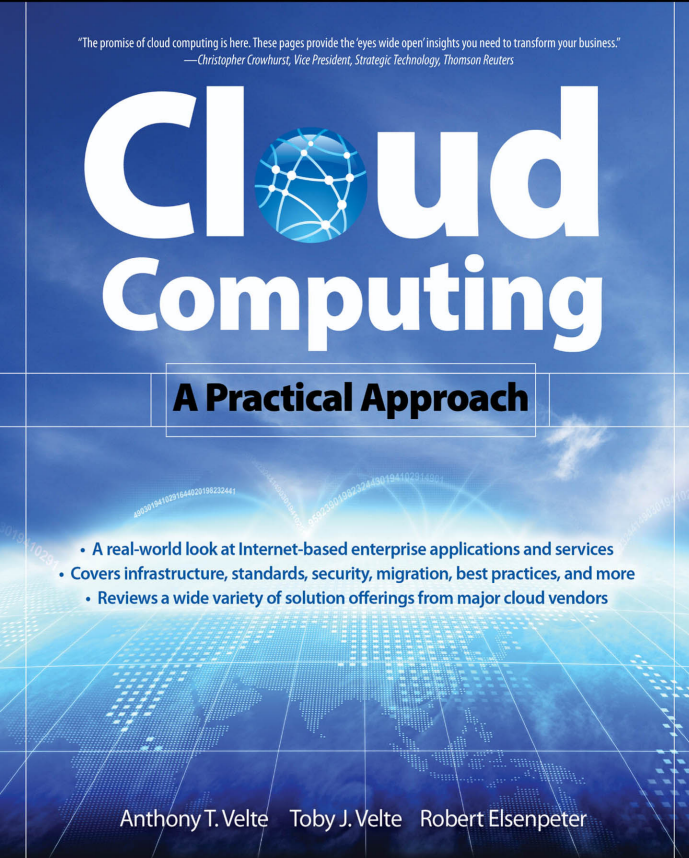 “The promise of cloud computing is here. These pages provide the ‘eyes wide open’ insights you need to transform your business.”
—Christopher Crowhurst, Vice President, Strategic Technology, Thomson Reuters
Cloud
Computing
A Practical Approach
• A real-world look at Internet-based enterprise applications and services
• Covers infrastructure, standards, security, migration, best practices, and more
• Reviews a wide variety of solution offerings from major cloud vendors
Anthony T. Velte Toby J. Velte Robert Elsenpeter